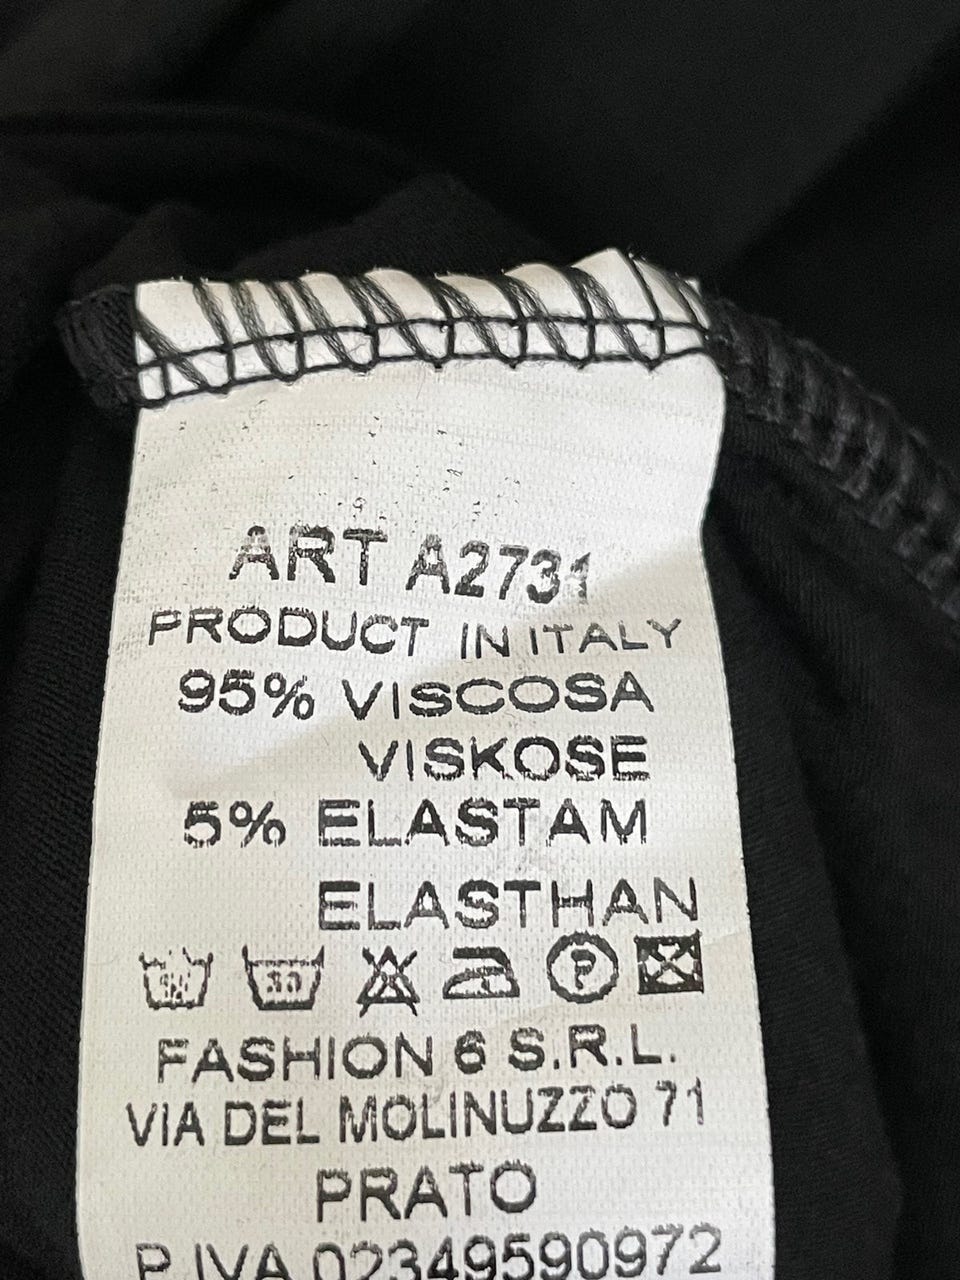 ART A2731
PRODUCT IN ITALY
95% VISCOSA
VISKOSE
5% ELASTAM
ELASTHAN
30 P
FASHION 6 S.R.L.
VIA DEL MOLINUZZO 71
PRATO
P.IVA 02349590972